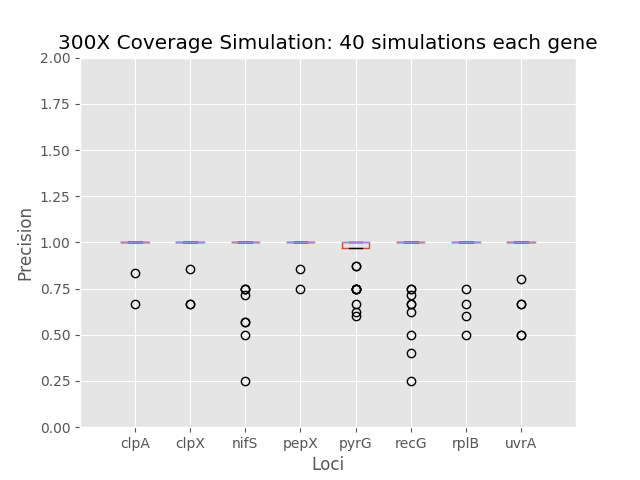 300X Coverage Simulation: 40 simulations each gene
2.00
1.75
1.50
1.25
1.00
0.75
0.50
0.25
0.00
Precision
clpA clpX nifS pepX pyrG recG rplB uvrA
Loci